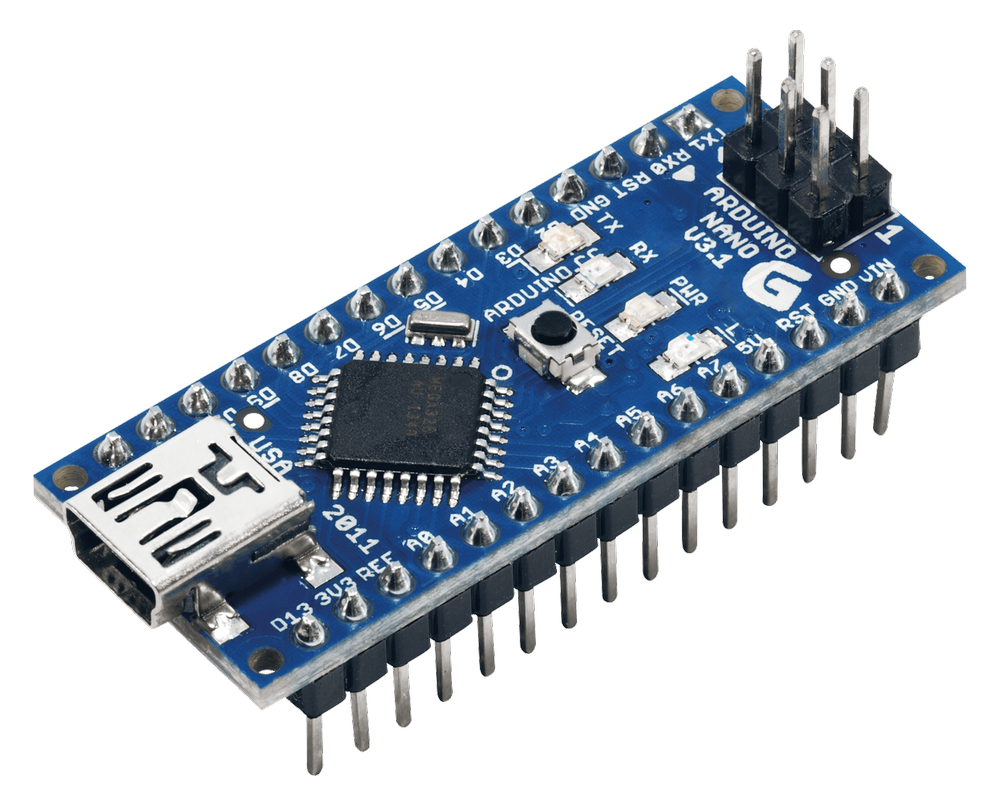 TX1
RX0
RST
GND
D2
D3
D4
D5
D6
D7
D8
D9
TX
RX
PWR
L
ARDUINO.CC
RESET
ARDUINO
NANO
V3.1
G
1
USA
2011
D13
3V3
REF
A0
A1
A2
A3
A4
A5
A6
A7
5V
RST
GND
VIN